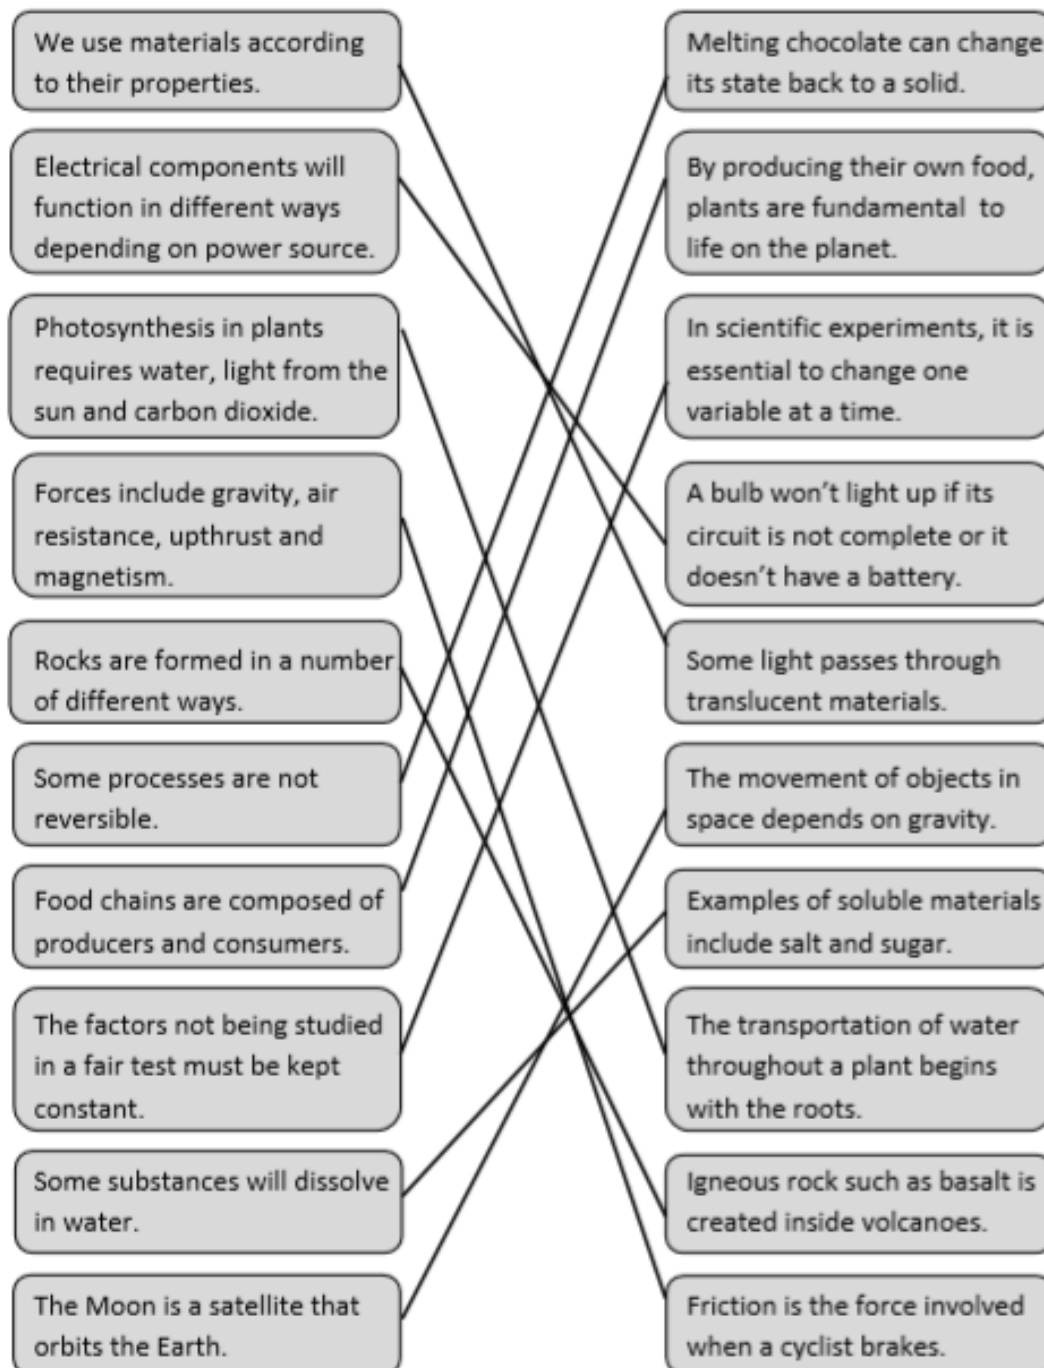 We use materials according
to their properties.
Electrical components will
function in different ways
depending on power source.
Photosynthesis in plants
requires water, light from the
sun and carbon dioxide.
Forces include gravity, air
resistance, upthrust and
magnetism.
Rocks are formed in a number
of different ways.
Some processes are not
reversible.
Food chains are composed of
producers and consumers.
The factors not being studied
in a fair test must be kept
constant.
Some substances will dissolve
in water.
The Moon is a satellite that
orbits the Earth.
Melting chocolate can change
its state back to a solid.
By producing their own food,
plants are fundamental to
life on the planet.
In scientific experiments, it is
essential to change one
variable at a time.
A bulb won't light up if its
circuit is not complete or it
doesn't have a battery.
Some light passes through
translucent materials.
The movement of objects in
space depends on gravity.
Examples of soluble materials
include salt and sugar.
The transportation of water
throughout a plant begins
with the roots.
Igneous rock such as basalt is
created inside volcanoes.
Friction is the force involved
when a cyclist brakes.